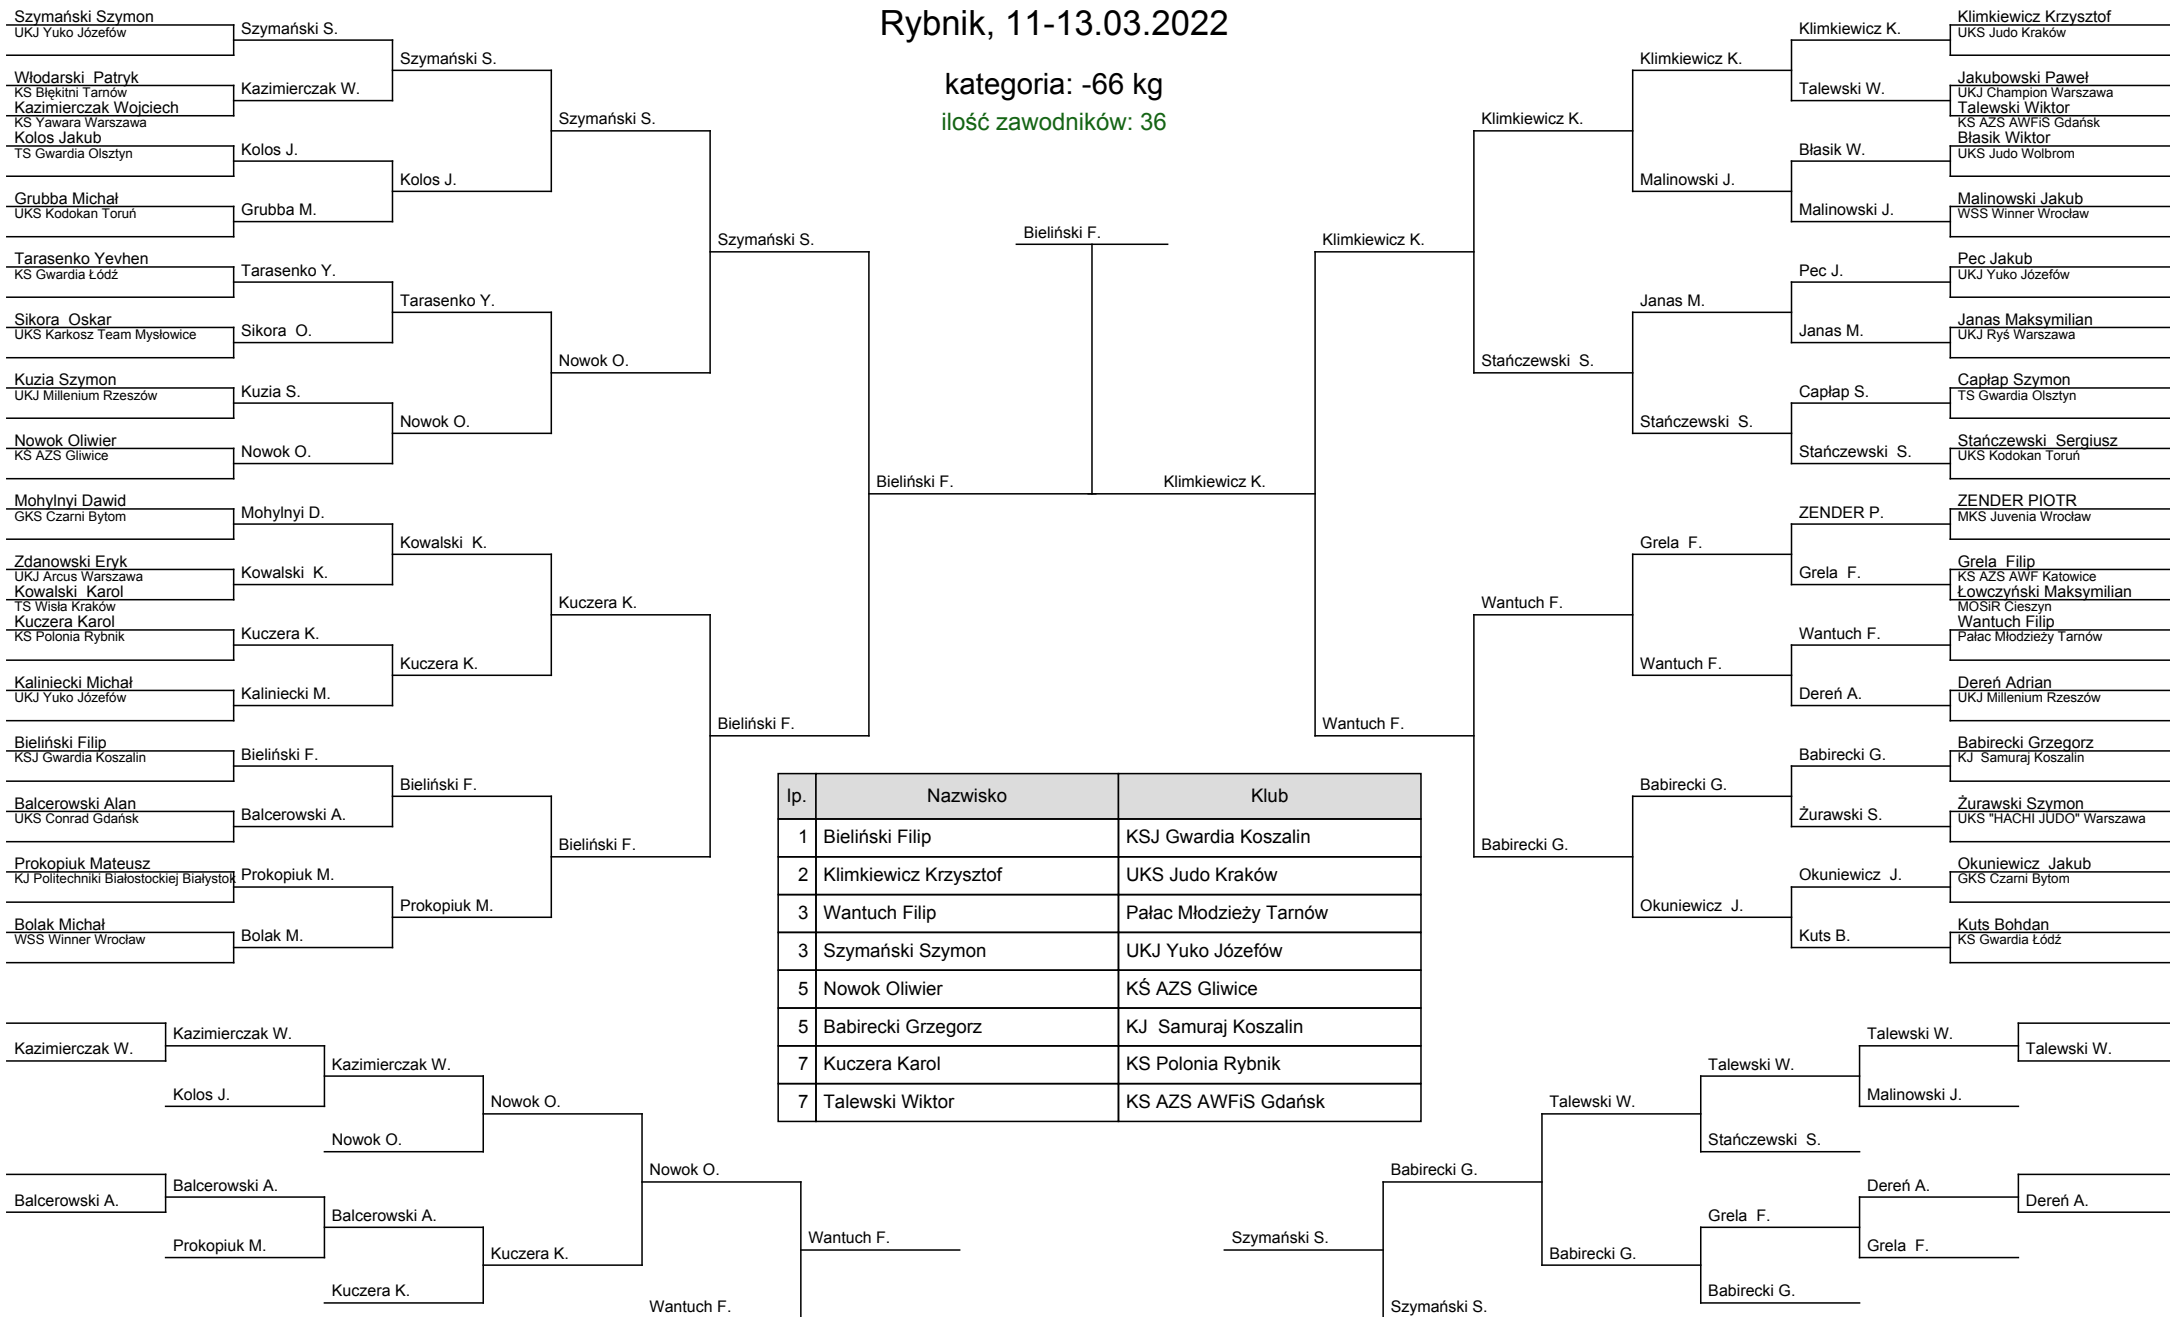 Rybnik, 11-13.03.2022
kategoria: -66 kg
ilość zawodników: 36
Szymański Szymon
UKJ Yuko Józefów
Włodarski  Patryk
KS Błękitni Tarnów
Kazimierczak Wojciech
KS Yawara Warszawa
Kolos Jakub
TS Gwardia Olsztyn
Grubba Michał
UKS Kodokan Toruń
Tarasenko Yevhen
KS Gwardia Łódź
Sikora  Oskar
UKS Karkosz Team Mysłowice
Kuzia Szymon
UKJ Millenium Rzeszów
Nowok Oliwier
KŚ AZS Gliwice
Mohylnyi Dawid
GKS Czarni Bytom
Zdanowski Eryk
UKJ Arcus Warszawa
Kowalski  Karol
TS Wisła Kraków
Kuczera Karol
KS Polonia Rybnik
Kaliniecki Michał
UKJ Yuko Józefów
Bieliński Filip
KSJ Gwardia Koszalin
Balcerowski Alan
UKS Conrad Gdańsk
Prokopiuk Mateusz
KJ Politechniki Białostockiej Białystok
Bolak Michał
WSS Winner Wrocław
Szymański S.
Kazimierczak W.
Kolos J.
Grubba M.
Tarasenko Y.
Sikora  O.
Kuzia S.
Nowok O.
Mohylnyi D.
Kowalski  K.
Kuczera K.
Kaliniecki M.
Bieliński F.
Balcerowski A.
Prokopiuk M.
Bolak M.
Szymański S.
Kolos J.
Tarasenko Y.
Nowok O.
Kowalski  K.
Kuczera K.
Bieliński F.
Prokopiuk M.
Szymański S.
Nowok O.
Kuczera K.
Bieliński F.
Szymański S.
Bieliński F.
Bieliński F.
Bieliński F.
Klimkiewicz K.
Klimkiewicz K.
Wantuch F.
Klimkiewicz K.
Stańczewski  S.
Wantuch F.
Babirecki G.
Klimkiewicz K.
Malinowski J.
Janas M.
Stańczewski  S.
Grela  F.
Wantuch F.
Babirecki G.
Okuniewicz  J.
Klimkiewicz K.
Talewski W.
Błasik W.
Malinowski J.
Pec J.
Janas M.
Capłap S.
Stańczewski  S.
ZENDER P.
Grela  F.
Wantuch F.
Dereń A.
Babirecki G.
Żurawski S.
Okuniewicz  J.
Kuts B.
Klimkiewicz Krzysztof
UKS Judo Kraków
Jakubowski Paweł
UKJ Champion Warszawa
Talewski Wiktor
KS AZS AWFiS Gdańsk
Błasik Wiktor
UKS Judo Wolbrom
Malinowski Jakub
WSS Winner Wrocław
Pec Jakub
UKJ Yuko Józefów
Janas Maksymilian
UKJ Ryś Warszawa
Capłap Szymon
TS Gwardia Olsztyn
Stańczewski  Sergiusz
UKS Kodokan Toruń
ZENDER PIOTR
MKS Juvenia Wrocław
Grela  Filip
KS AZS AWF Katowice
Łowczyński Maksymilian
MOSiR Cieszyn
Wantuch Filip
Pałac Młodzieży Tarnów
Dereń Adrian
UKJ Millenium Rzeszów
Babirecki Grzegorz
KJ  Samuraj Koszalin
Żurawski Szymon
UKS "HACHI JUDO" Warszawa
Okuniewicz  Jakub
GKS Czarni Bytom
Kuts Bohdan
KS Gwardia Łódź
lp. Nazwisko Klub
1 Bieliński Filip KSJ Gwardia Koszalin
2 Klimkiewicz Krzysztof UKS Judo Kraków
3 Wantuch Filip Pałac Młodzieży Tarnów
3 Szymański Szymon UKJ Yuko Józefów
5 Nowok Oliwier KŚ AZS Gliwice
5 Babirecki Grzegorz KJ  Samuraj Koszalin
7 Kuczera Karol KS Polonia Rybnik
7 Talewski Wiktor KS AZS AWFiS Gdańsk
Kazimierczak W.
Balcerowski A.
Kazimierczak W.
Kolos J.
Balcerowski A.
Prokopiuk M.
Kazimierczak W.
Nowok O.
Balcerowski A.
Kuczera K.
Nowok O.
Kuczera K.
Nowok O.
Wantuch F.
Wantuch F.
Szymański S.
Babirecki G.
Szymański S.
Talewski W.
Babirecki G.
Talewski W.
Stańczewski  S.
Grela  F.
Babirecki G.
Talewski W.
Malinowski J.
Dereń A.
Grela  F.
Talewski W.
Dereń A.